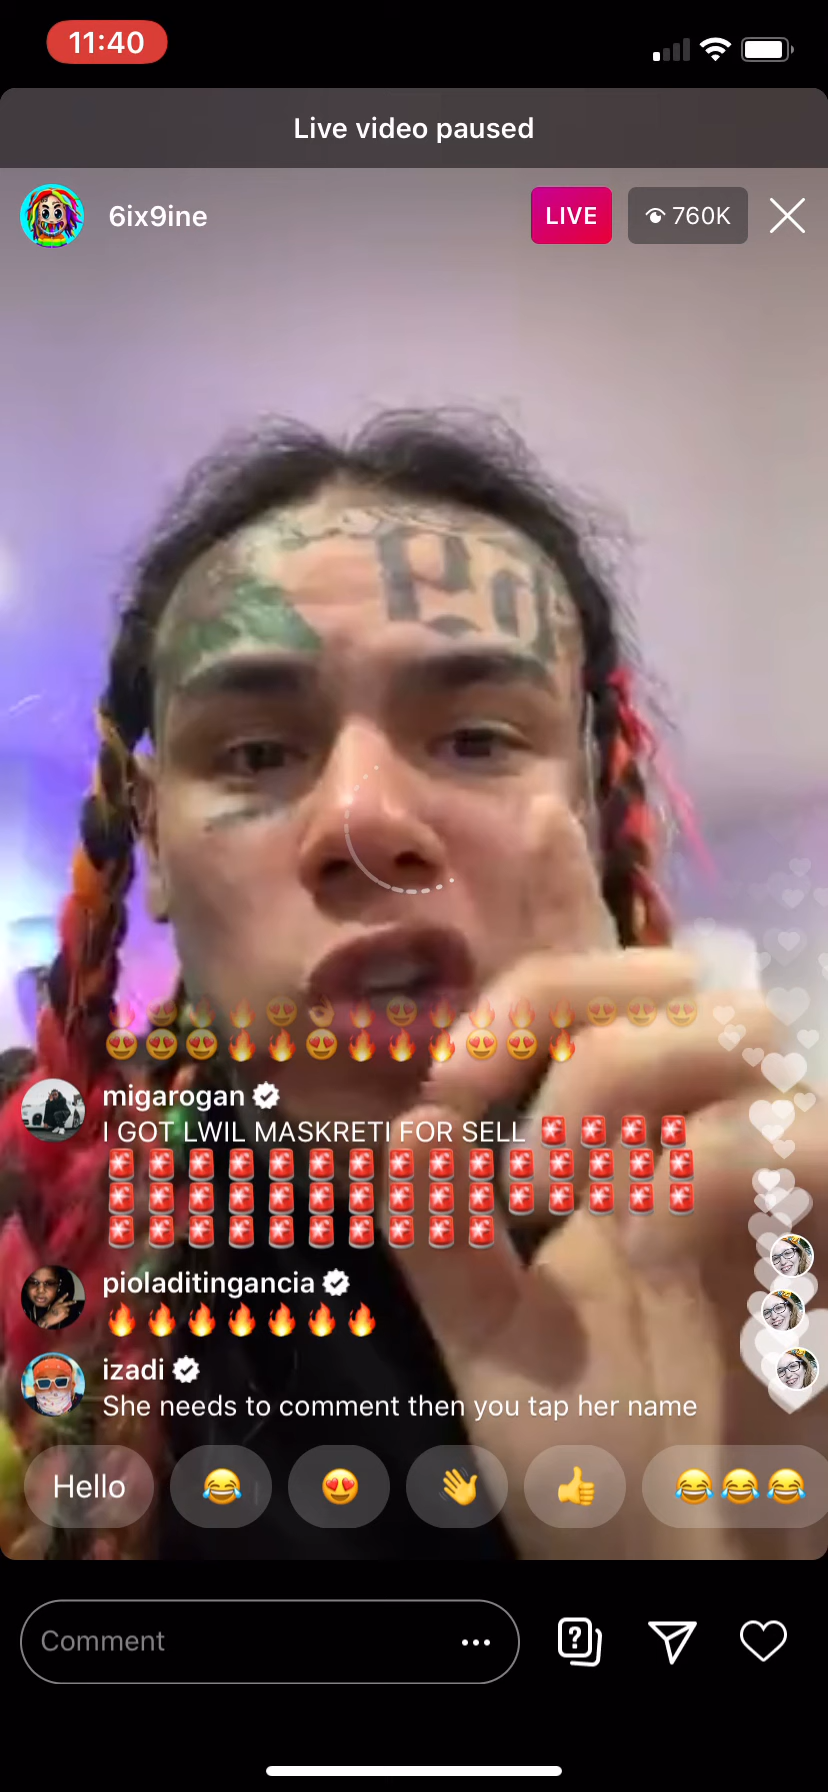 11:40
Live video paused
6ix9ine
LIVE
760K
migarogan
I GOT LWIL MASKRETI FOR SELL 🚨🚨🚨🚨
🚨🚨🚨🚨🚨🚨🚨🚨🚨🚨🚨🚨🚨🚨🚨
🚨🚨🚨🚨🚨🚨🚨🚨🚨🚨🚨🚨🚨🚨🚨
🚨🚨🚨🚨🚨🚨🚨🚨🚨🚨
pioladitingancia
🔥🔥🔥🔥🔥🔥🔥
izadi
She needs to comment then you tap her name
Hello 😂 😍 👋 👍 😂😂😂
Comment